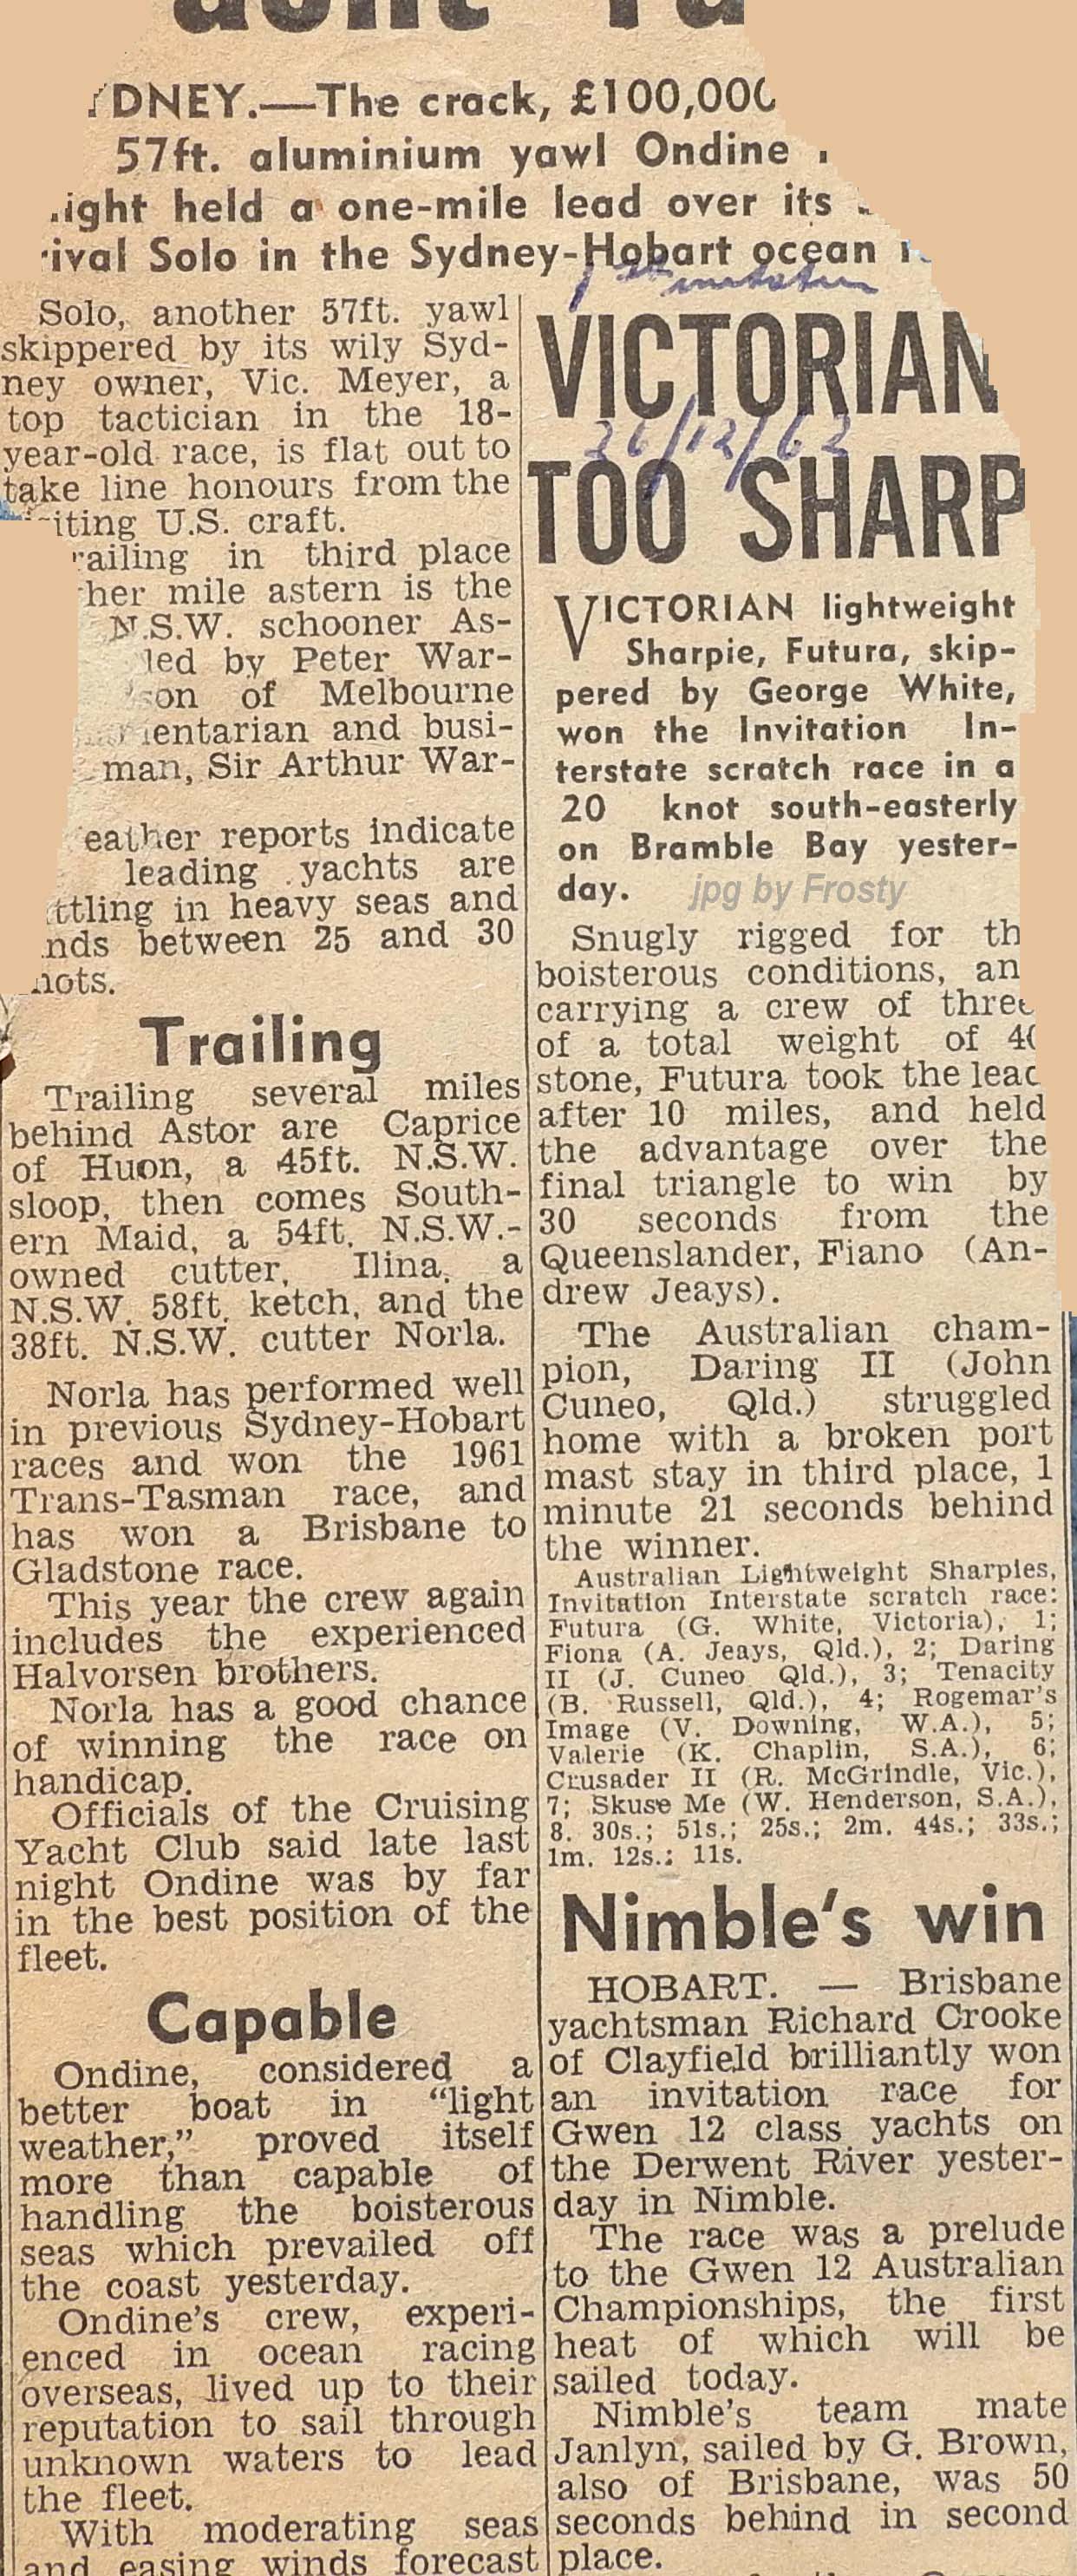 DNEY.—The crack, £100,000
57ft. aluminium yawl Ondine
ight held a one-mile lead over its
ival Solo in the Sydney-Hobart ocean
Solo, another 57ft. yawl
skippered by its wily Syd-
ney owner, Vic. Meyer, a
top tactician in the 18-
year-old race, is flat out to
take line honours from the
iting U.S. craft.
railing in third place
her mile astern is the
N.S.W. schooner As-
led by Peter War-
son of Melbourne
entarian and busi-
man, Sir Arthur War-
eather reports indicate
leading yachts are
ttling in heavy seas and
nds between 25 and 30
nots.
Trailing
Trailing several miles
behind Astor are Caprice
of Huon, a 45ft. N.S.W.
sloop, then comes South-
ern Maid, a 54ft. N.S.W.-
owned cutter, Ilina, a
N.S.W. 58ft. ketch, and the
38ft. N.S.W. cutter Norla.
Norla has performed well
in previous Sydney-Hobart
races and won the 1961
Trans-Tasman race, and
has won a Brisbane to
Gladstone race.
This year the crew again
includes the experienced
Halvorsen brothers.
Norla has a good chance
of winning the race on
handicap.
Officials of the Cruising
Yacht Club said late last
night Ondine was by far
in the best position of the
fleet.
Capable
Ondine, considered a
better boat in “light
weather,” proved itself
more than capable of
handling the boisterous
seas which prevailed off
the coast yesterday.
Ondine's crew, experi-
enced in ocean racing
overseas, lived up to their
reputation to sail through
unknown waters to lead
the fleet.
With moderating seas
and easing winds forecast
VICTORIAN
26/12/62
TOO SHARP
VICTORIAN lightweight
Sharpie, Futura, skip-
pered by George White,
won the Invitation In-
terstate scratch race in a
20 knot south-easterly
on Bramble Bay yester-
day.
jpg by Frosty
Snugly rigged for th
boisterous conditions, an
carrying a crew of three
of a total weight of 40
stone, Futura took the lead
after 10 miles, and held
the advantage over the
final triangle to win by
30 seconds from the
Queenslander, Fiano (An-
drew Jeays).
The Australian cham-
pion, Daring II (John
Cuneo, Qld.) struggled
home with a broken port
mast stay in third place, 1
minute 21 seconds behind
the winner.
Australian Lightweight Sharpies,
Invitation Interstate scratch race:
Futura (G. White, Victoria), 1;
Fiona (A. Jeays, Qld.), 2; Daring
II (J. Cuneo Qld.), 3; Tenacity
(B. Russell, Qld.), 4; Rogemar's
Image (V. Downing, W.A.), 5;
Valerie (K. Chaplin, S.A.), 6;
Crusader II (R. McGrindle, Vic.),
7; Skuse Me (W. Henderson, S.A.),
8. 30s.; 51s.; 25s.; 2m. 44s.; 33s.;
1m. 12s.; 11s.
Nimble's win
HOBART. — Brisbane
yachtsman Richard Crooke
of Clayfield brilliantly won
an invitation race for
Gwen 12 class yachts on
the Derwent River yester-
day in Nimble.
The race was a prelude
to the Gwen 12 Australian
Championships, the first
heat of which will be
sailed today.
Nimble's team mate
Janlyn, sailed by G. Brown,
also of Brisbane, was 50
seconds behind in second
place.